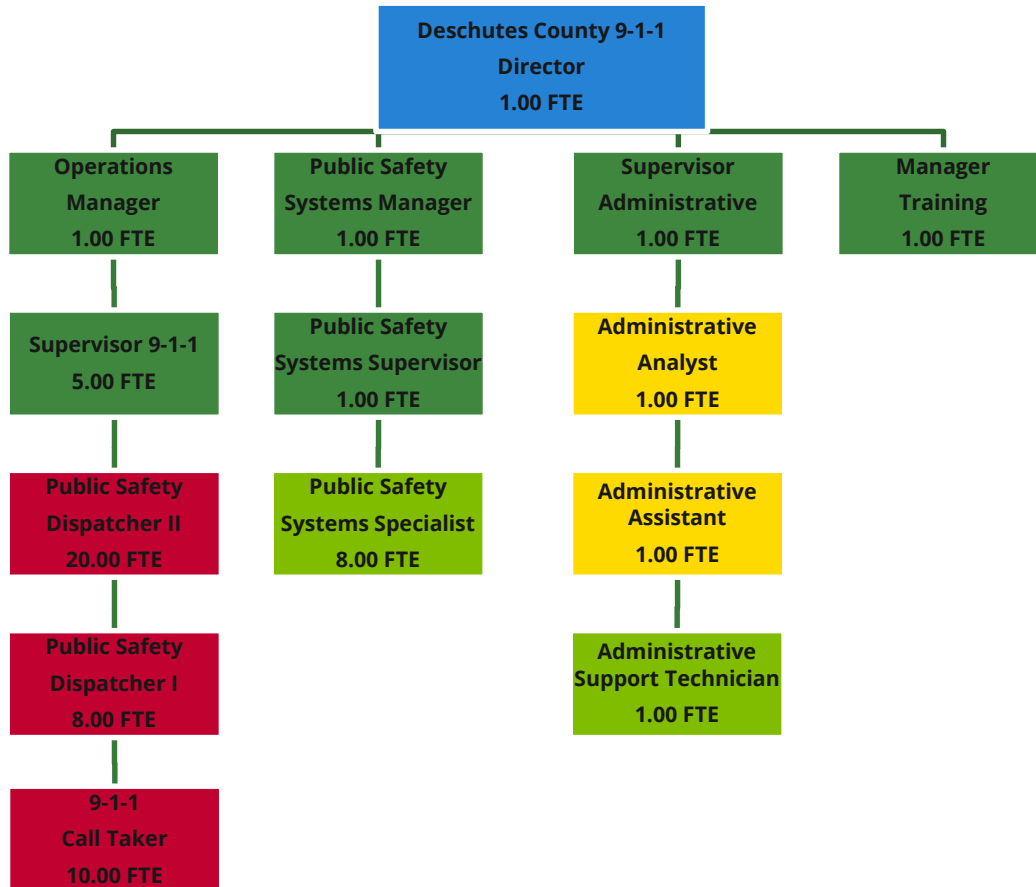 Deschutes County 9-1-1
Director
1.00 FTE
Operations
Manager
1.00 FTE
Public Safety
Systems Manager
1.00 FTE
Supervisor
Administrative
1.00 FTE
Manager
Training
1.00 FTE
Supervisor 9-1-1
5.00 FTE
Public Safety
Systems Supervisor
1.00 FTE
Administrative
Analyst
1.00 FTE
Public Safety
Dispatcher II
20.00 FTE
Public Safety
Systems Specialist
8.00 FTE
Administrative
Assistant
1.00 FTE
Public Safety
Dispatcher I
8.00 FTE
Administrative
Support Technician
1.00 FTE
9-1-1
Call Taker
10.00 FTE